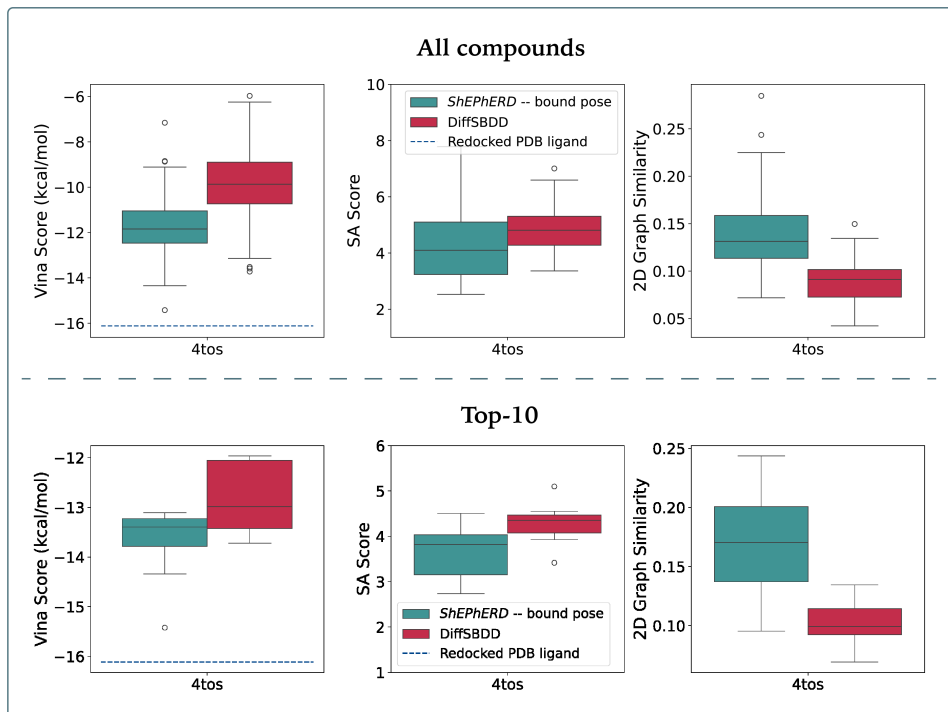 All compounds
Vina Score (kcal/mol)
−6
−8
−10
−12
−14
−16
4tos
SA Score
10
8
6
4
2
ShEPhERD -- bound pose
DiffSBDD
Redocked PDB ligand
4tos
2D Graph Similarity
0.25
0.20
0.15
0.10
0.05
4tos
Top-10
Vina Score (kcal/mol)
−12
−13
−14
−15
−16
4tos
SA Score
6
5
4
3
2
1
ShEPhERD -- bound pose
DiffSBDD
Redocked PDB ligand
4tos
2D Graph Similarity
0.25
0.20
0.15
0.10
4tos